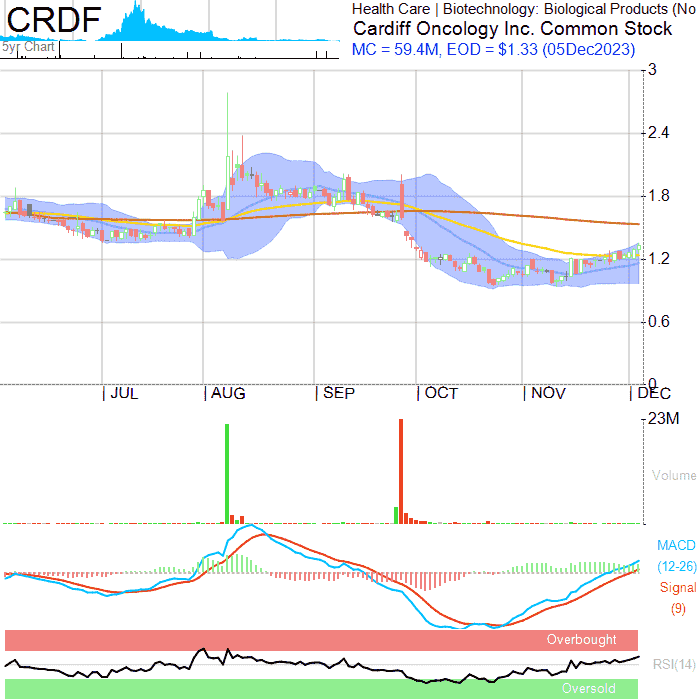 CRDF
5yr Chart
Health Care | Biotechnology: Biological Products (No
Cardiff Oncology Inc. Common Stock
MC = 59.4M, EOD = $1.33 (05Dec2023)
3
2.4
1.8
1.2
0.6
0
JUL
AUG
SEP
OCT
NOV
DEC
23M
Volume
MACD
(12-26)
Signal
(9)
Overbought
RSI(14)
Oversold